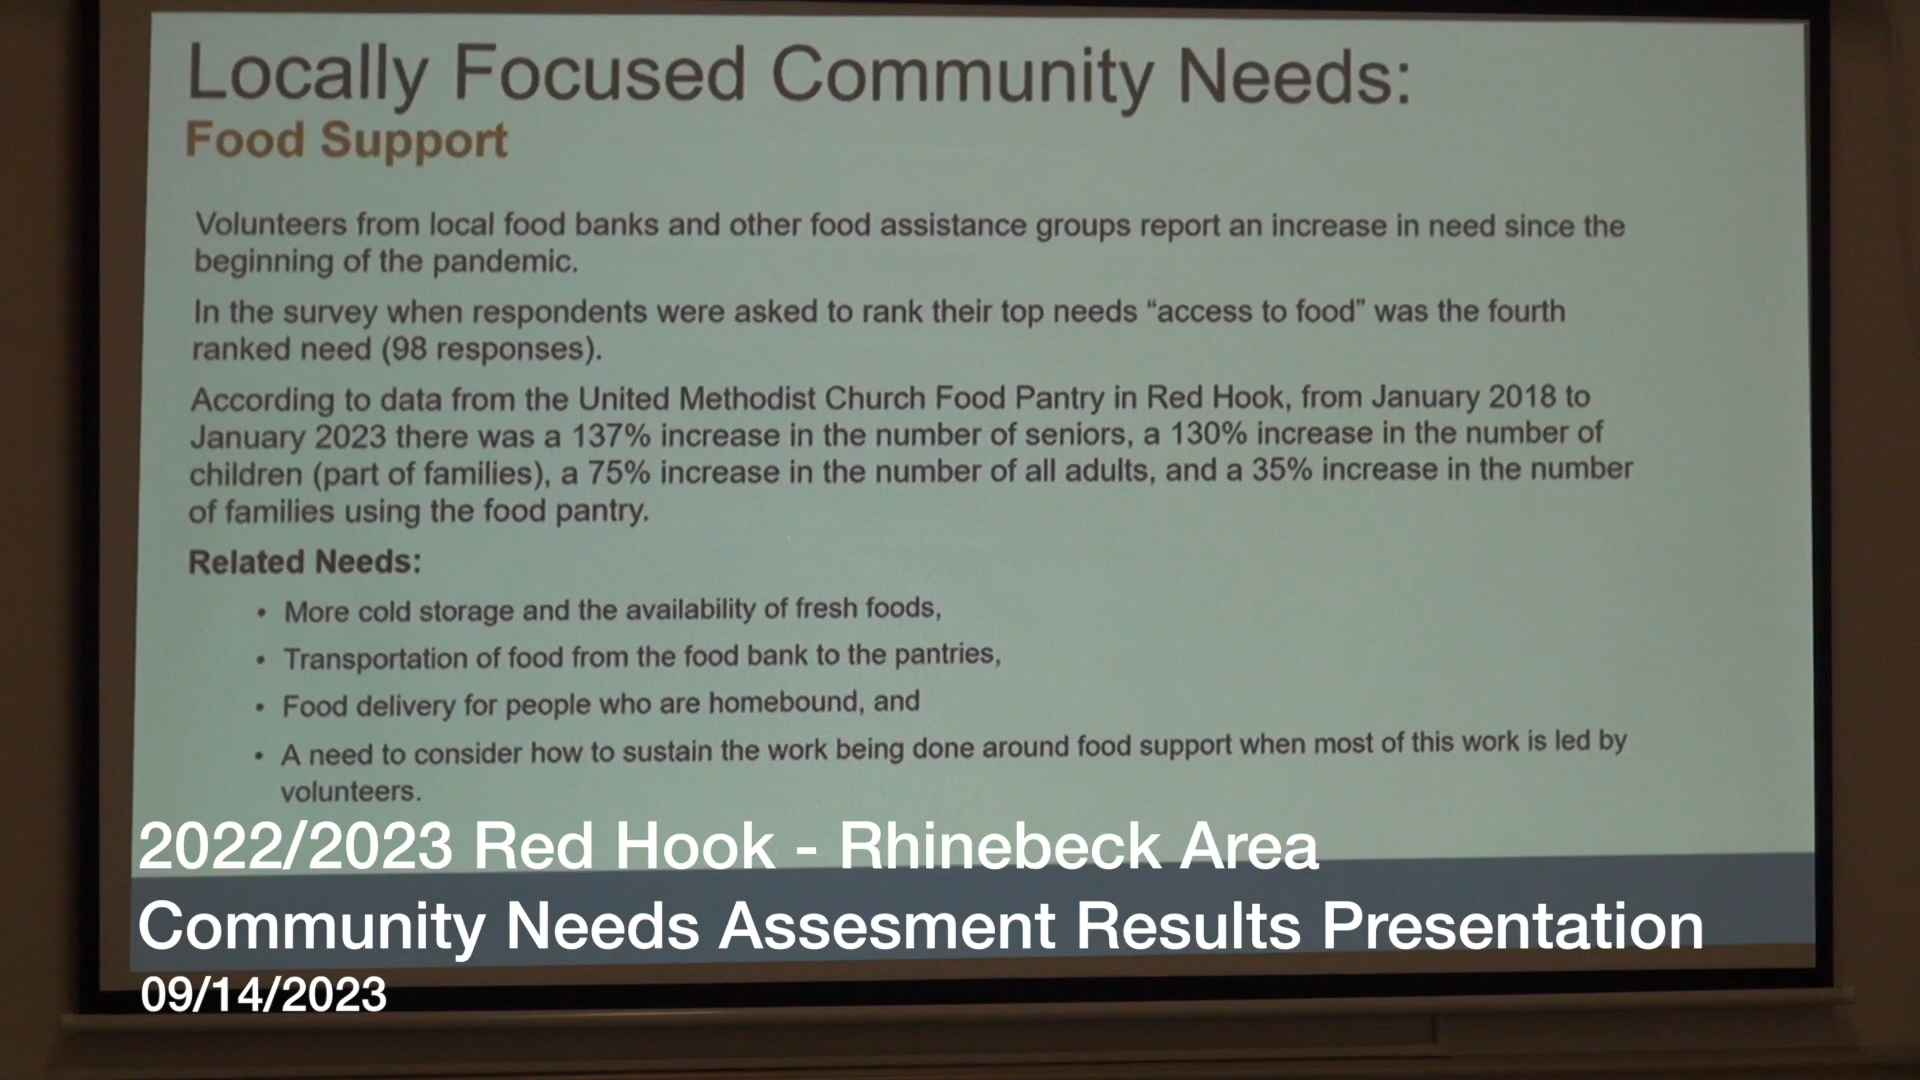 Locally Focused Community Needs:
Food Support
Volunteers from local food banks and other food assistance groups report an increase in need since the
beginning of the pandemic.
In the survey when respondents were asked to rank their top needs “access to food” was the fourth
ranked need (98 responses).
According to data from the United Methodist Church Food Pantry in Red Hook, from January 2018 to
January 2023 there was a 137% increase in the number of seniors, a 130% increase in the number of
children (part of families), a 75% increase in the number of all adults, and a 35% increase in the number
of families using the food pantry.
Related Needs:
• More cold storage and the availability of fresh foods,
• Transportation of food from the food bank to the pantries,
• Food delivery for people who are homebound, and
• A need to consider how to sustain the work being done around food support when most of this work is led by
volunteers.
2022/2023 Red Hook - Rhinebeck Area
Community Needs Assesment Results Presentation
09/14/2023